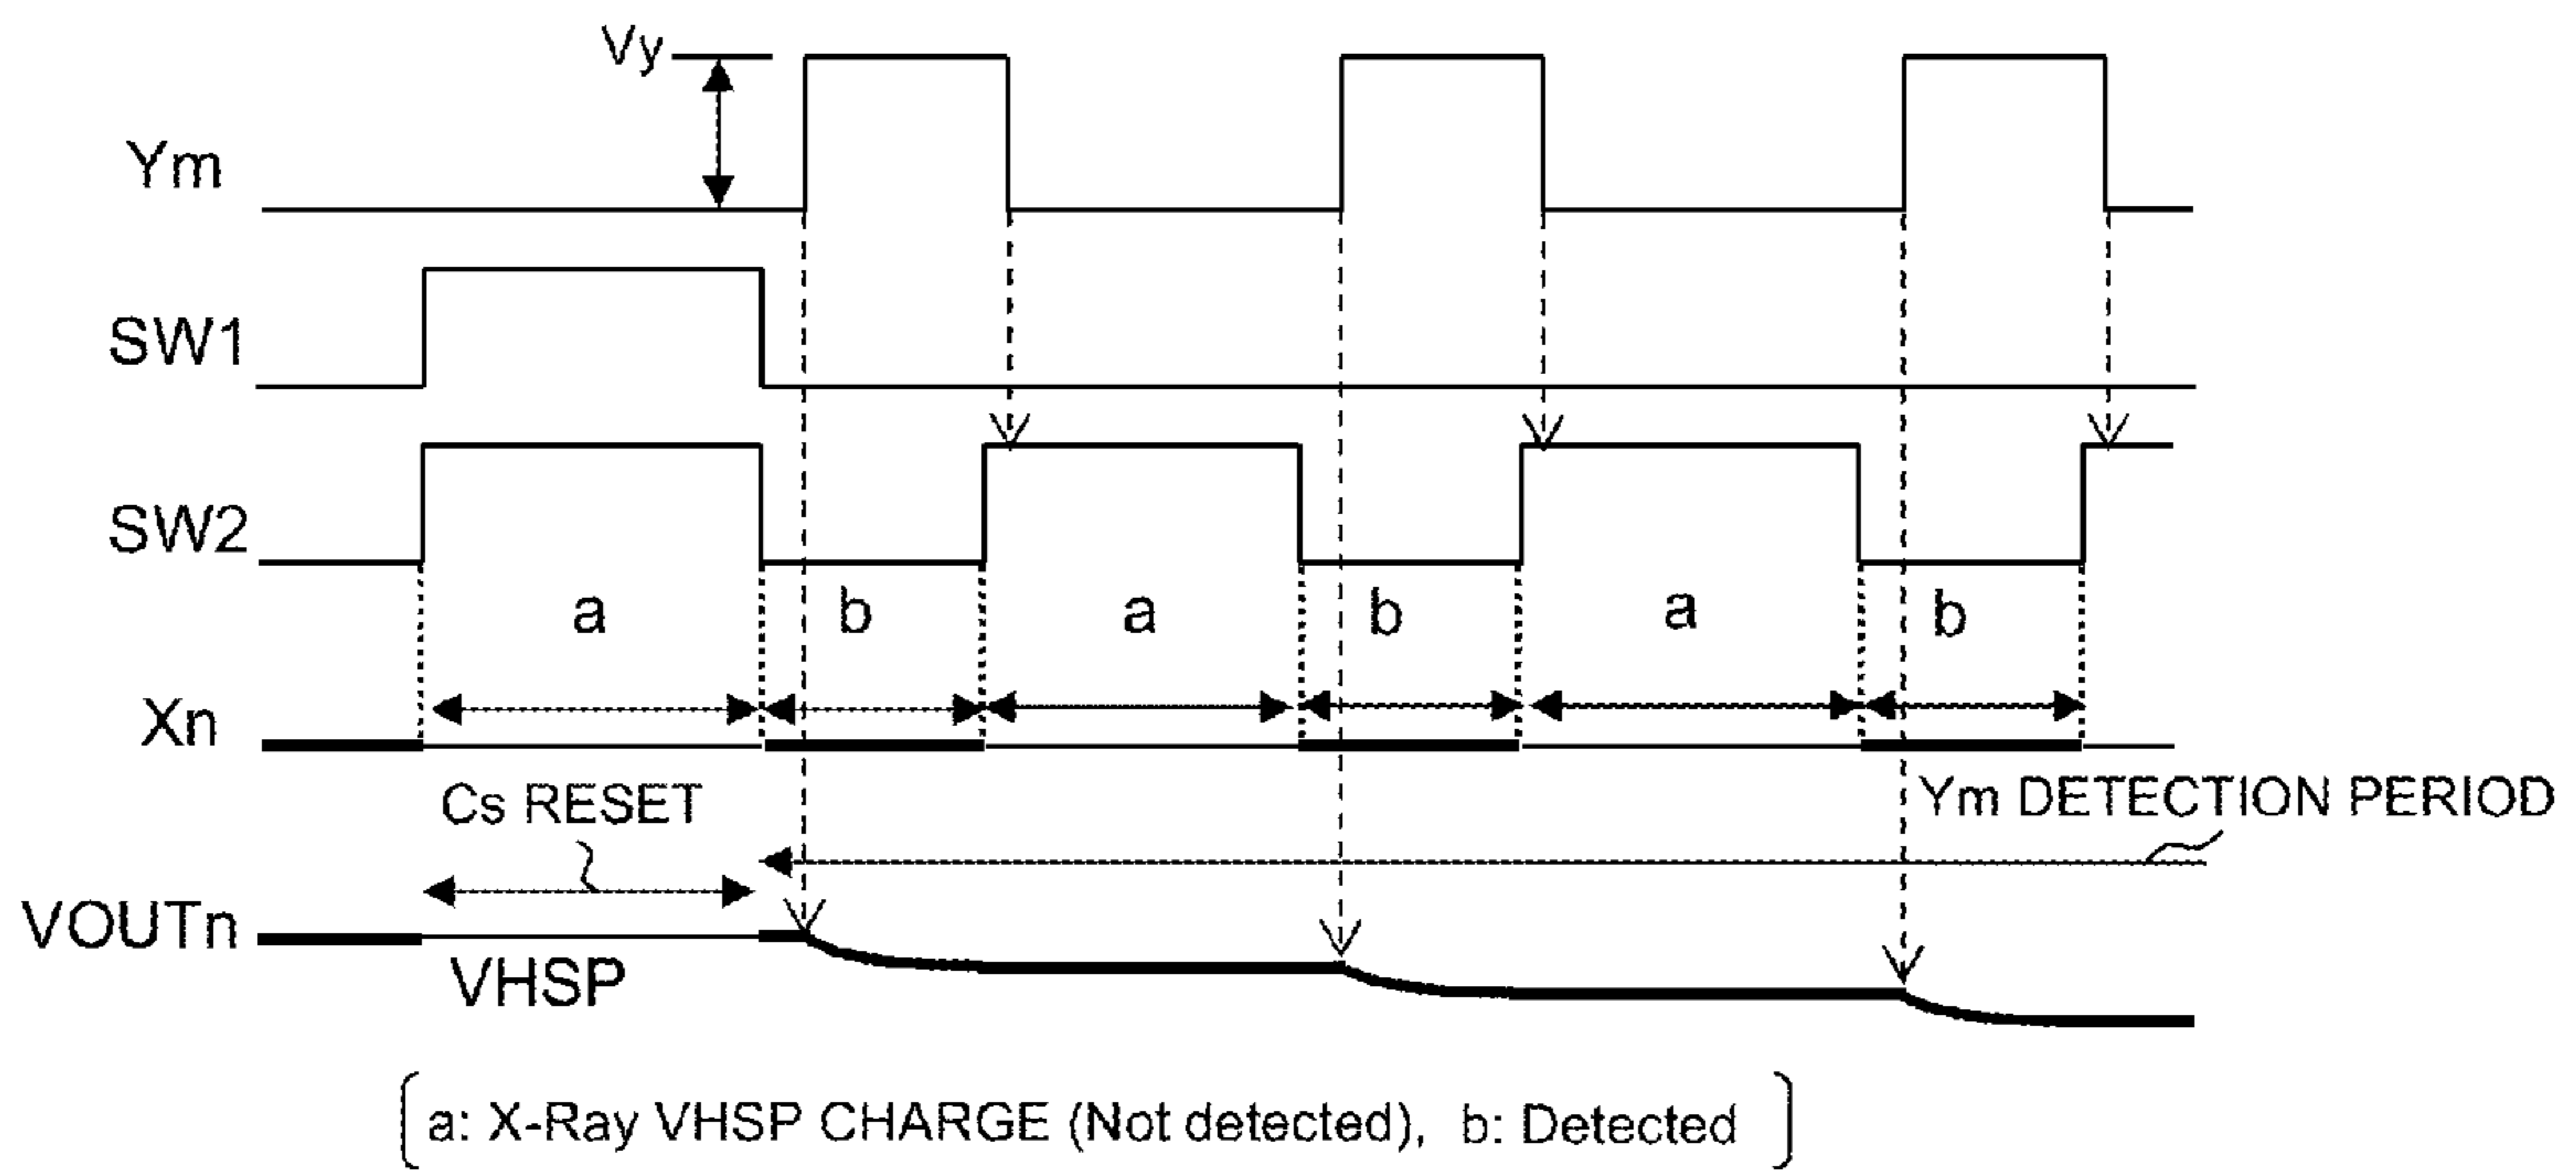 Vy
Ym
SW1
SW2
a b a b a b
Xn
Cs RESET
Ym DETECTION PERIOD
VOUTn
VHSP
a: X-Ray VHSP CHARGE (Not detected), b: Detected